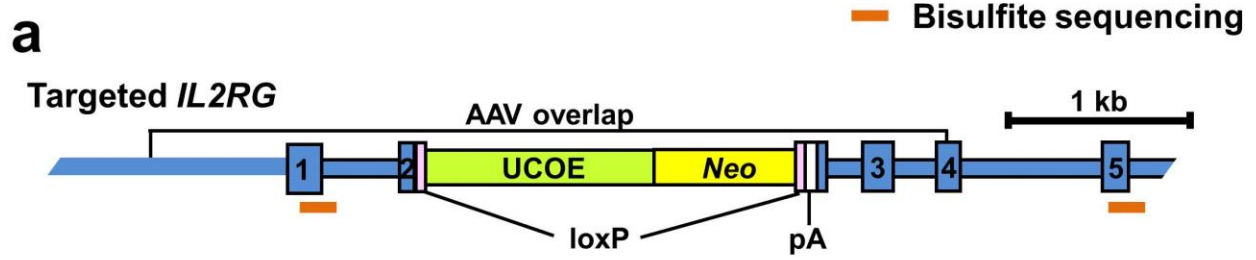 Bisulfite sequencing
a
Targeted IL2RG
AAV overlap
1 kb
1
2
UCOE
Neo
3
4
5
loxP
pA